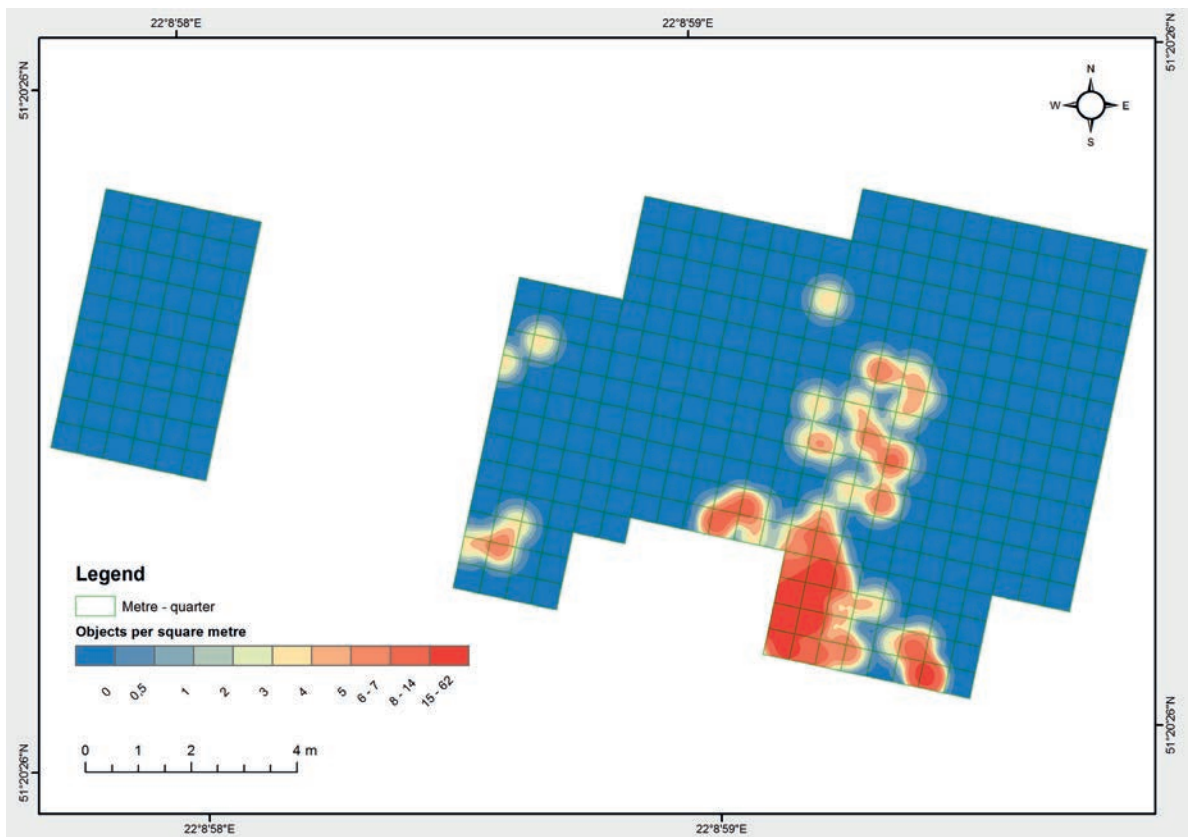 22°8'58"E
22°8'59"E
51°20'26"N
51°20'26"N
N
W
E
S
Legend
Metre - quarter
Objects per square metre
0
0,5
1
2
3
4
5
6 - 7
8 - 14
15 - 62
0
1
2
4 m
51°20'26"N
51°20'26"N
22°8'58"E
22°8'59"E